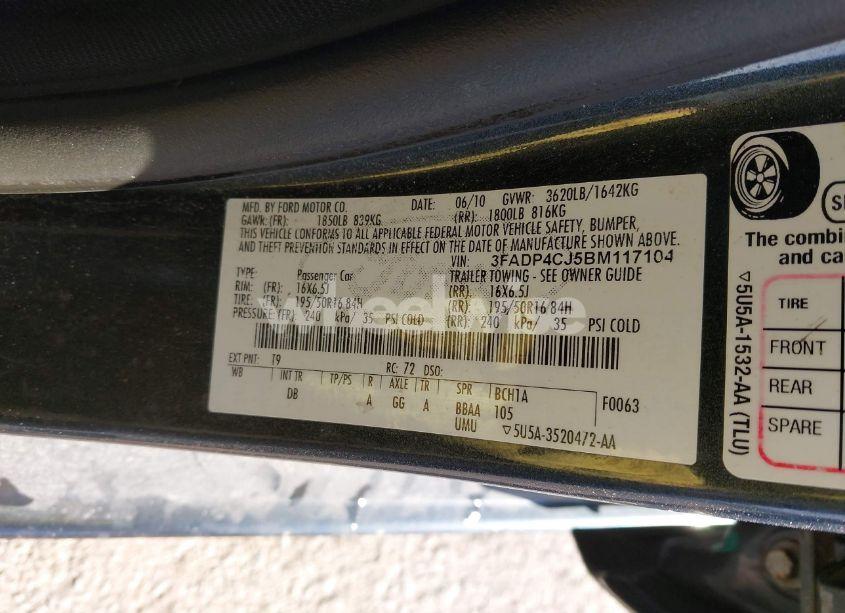 MFD. BY FORD MOTOR CO. DATE: 06/10 GVWR: 3620LB/1642KG
GAWR: (FR): 1850LB 839KG (RR): 1800LB 816KG
THIS VEHICLE CONFORMS TO ALL APPLICABLE FEDERAL MOTOR VEHICLE SAFETY, BUMPER,
AND THEFT PREVENTION STANDARDS IN EFFECT ON THE DATE OF MANUFACTURE SHOWN ABOVE.
VIN: 3FADP4CJ5BM117104
TYPE: Passenger Car TRAILER TOWING - SEE OWNER GUIDE
RIM: (FR): 16X6.5J (RR): 16X6.5J
TIRE: (FR): 195/50R16 84H (RR): 195/50R16 84H
PRESSURE: (FR): 240 kPa/ 35 PSI COLD (RR): 240 kPa/ 35 PSI COLD
EXT PNT: T9 RC: 72 DSO:
WB INT TR TP/PS R AXLE TR SPR BCH1A F0063
DB A GG A BBAA 105
UMU ▽5U5A-3520472-AA
The combin
and ca
TIRE
FRONT
REAR
SPARE
▽5U5A-1532-AA (TLU)